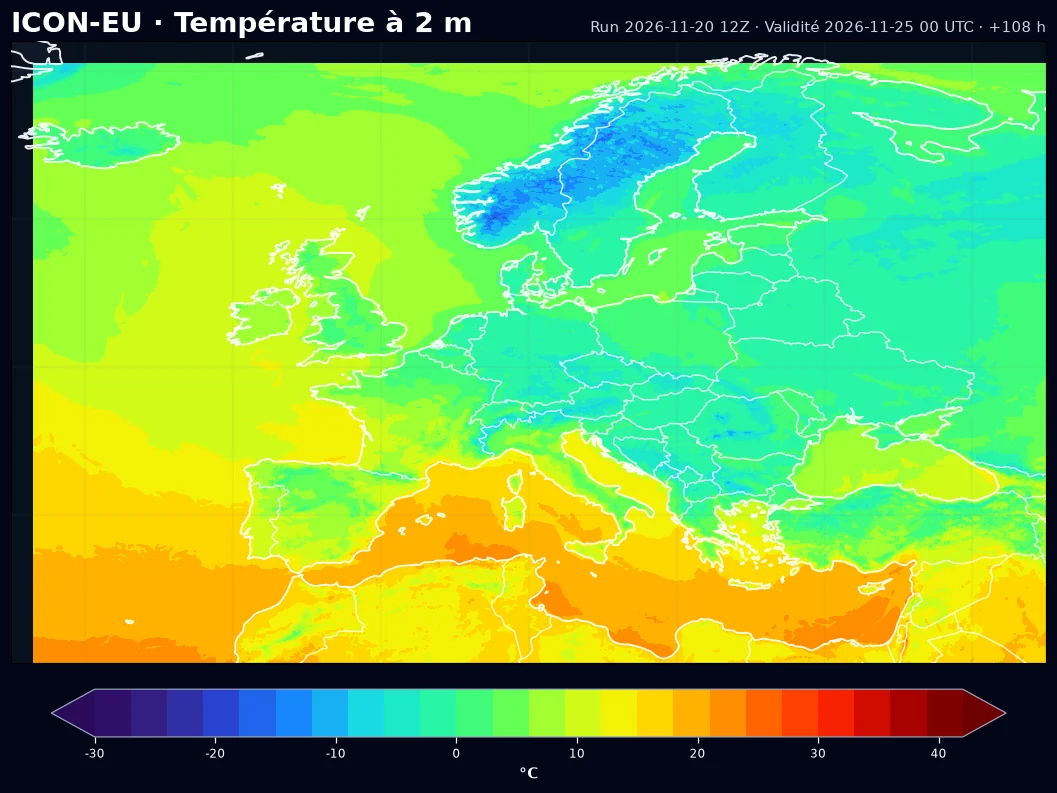 ICON-EU · Température à 2 m
Run 2026-11-20 12Z · Validité 2026-11-25 00 UTC · +108 h
-30 -20 -10 0 10 20 30 40
°C